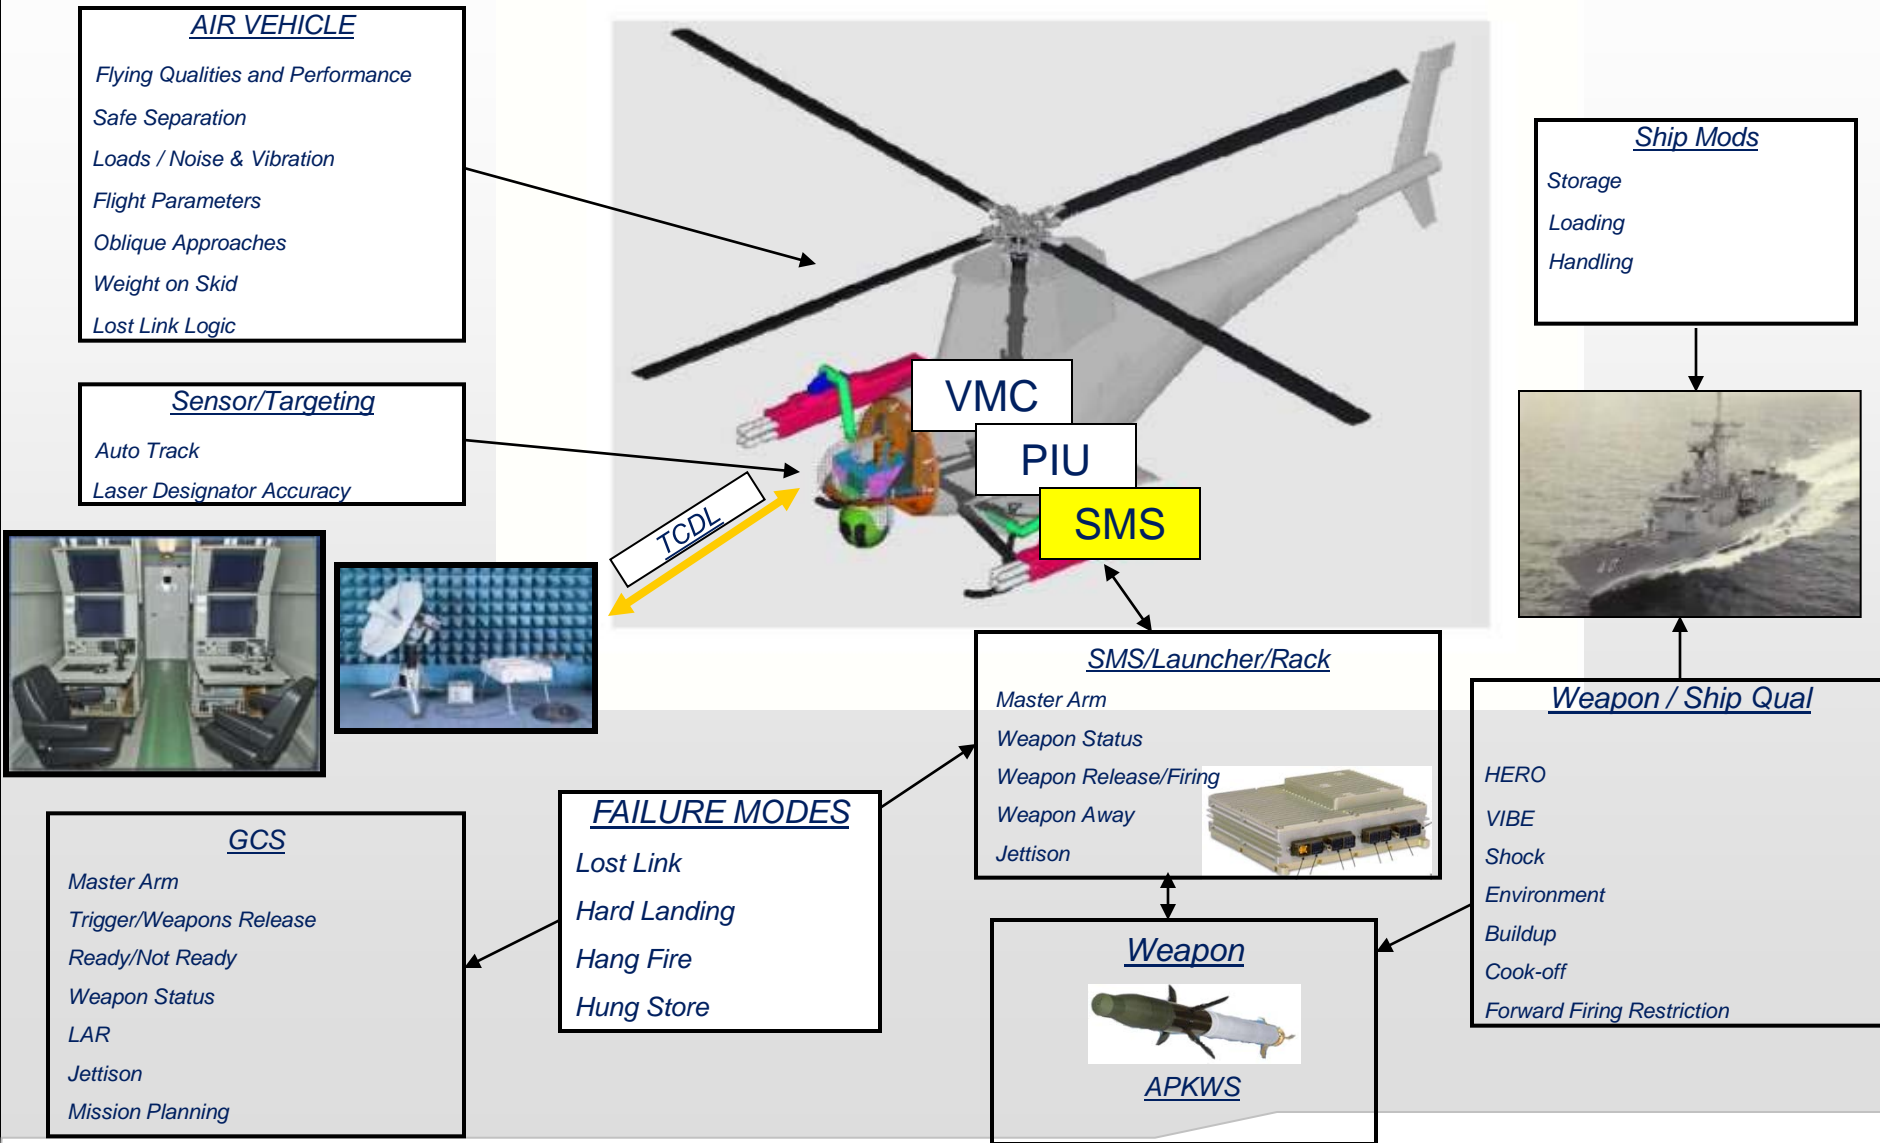 AIR VEHICLE
Flying Qualities and Performance
Safe Separation
Loads / Noise & Vibration
Flight Parameters
Oblique Approaches
Weight on Skid
Lost Link Logic
Sensor/Targeting
Auto Track
Laser Designator Accuracy
VMC
PIU
SMS
TCDL
Ship Mods
Storage
Loading
Handling
SMS/Launcher/Rack
Master Arm
Weapon Status
Weapon Release/Firing
Weapon Away
Jettison
Weapon / Ship Qual
HERO
VIBE
Shock
Environment
Buildup
Cook-off
Forward Firing Restriction
FAILURE MODES
Lost Link
Hard Landing
Hang Fire
Hung Store
GCS
Master Arm
Trigger/Weapons Release
Ready/Not Ready
Weapon Status
LAR
Jettison
Mission Planning
Weapon
APKWS